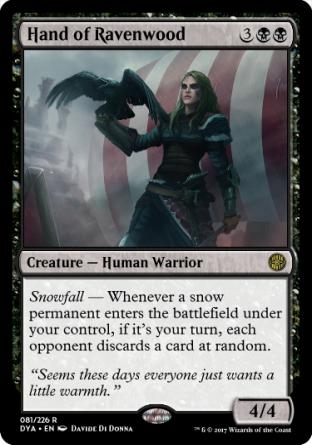 Hand of Ravenwood 3
Creature — Human Warrior
Snowfall — Whenever a snow
permanent enters the battlefield under
your control, if it's your turn, each
opponent discards a card at random.
“Seems these days everyone just wants a
little warmth.”
4/4
081/226 R
DYA • EN DAVIDE DI DONNA
™ & © 2017 Wizards of the Coast